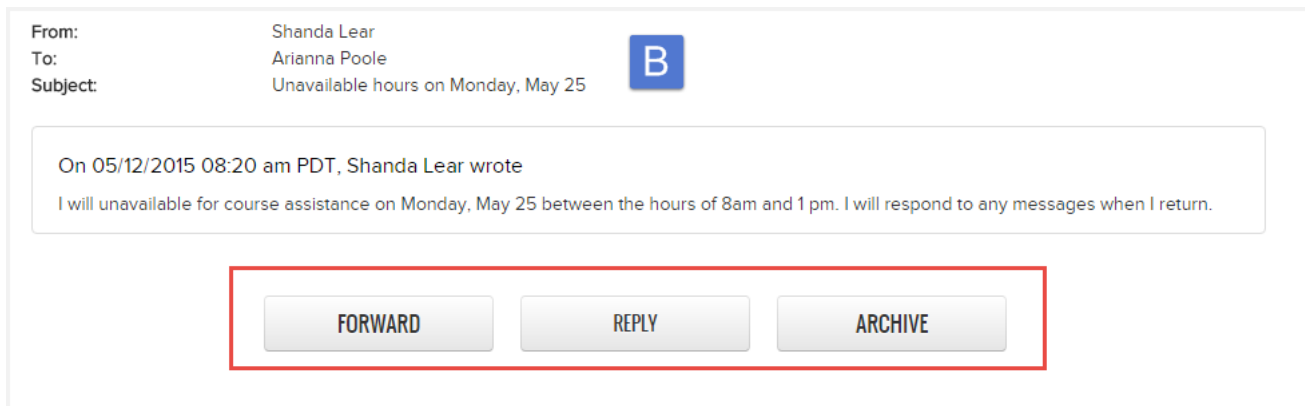 From: Shanda Lear
To: Arianna Poole
Subject: Unavailable hours on Monday, May 25
B
On 05/12/2015 08:20 am PDT, Shanda Lear wrote
I will unavailable for course assistance on Monday, May 25 between the hours of 8am and 1 pm. I will respond to any messages when I return.
FORWARD REPLY ARCHIVE